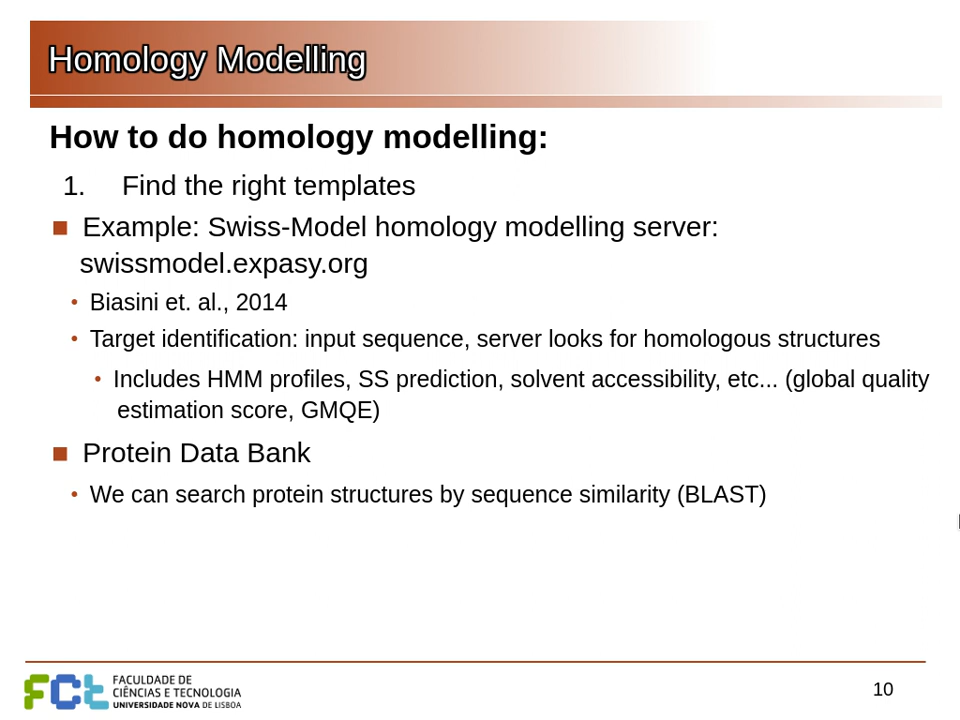 Homology Modelling
How to do homology modelling:
1. Find the right templates
■ Example: Swiss-Model homology modelling server:
swissmodel.expasy.org
• Biasini et. al., 2014
• Target identification: input sequence, server looks for homologous structures
• Includes HMM profiles, SS prediction, solvent accessibility, etc... (global quality
estimation score, GMQE)
■ Protein Data Bank
• We can search protein structures by sequence similarity (BLAST)
FCT
FACULDADE DE
CIÊNCIAS E TECNOLOGIA
UNIVERSIDADE NOVA DE LISBOA
10